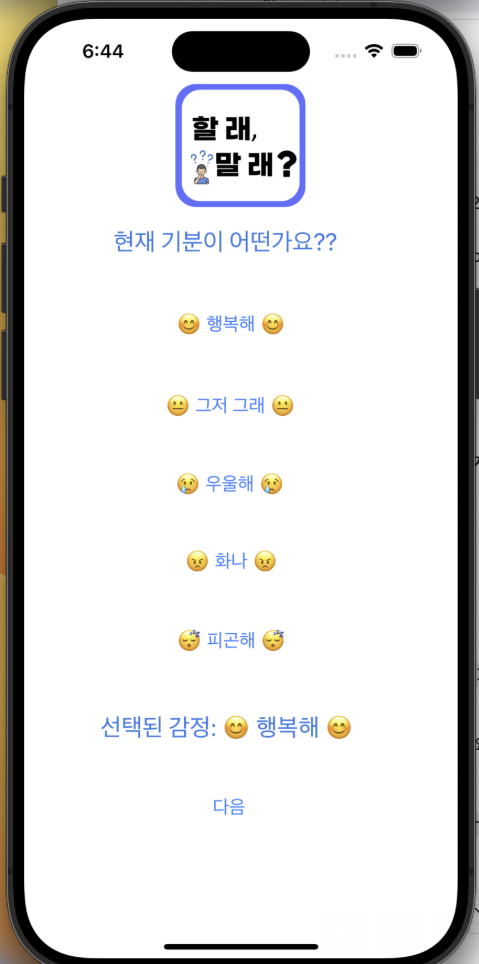 6:44
할 래,
???말 래?
현재 기분이 어떤가요??
😊 행복해 😊
😐 그저 그래 😐
😢 우울해 😢
😠 화나 😠
😴 피곤해 😴
선택된 감정: 😊 행복해 😊
다음